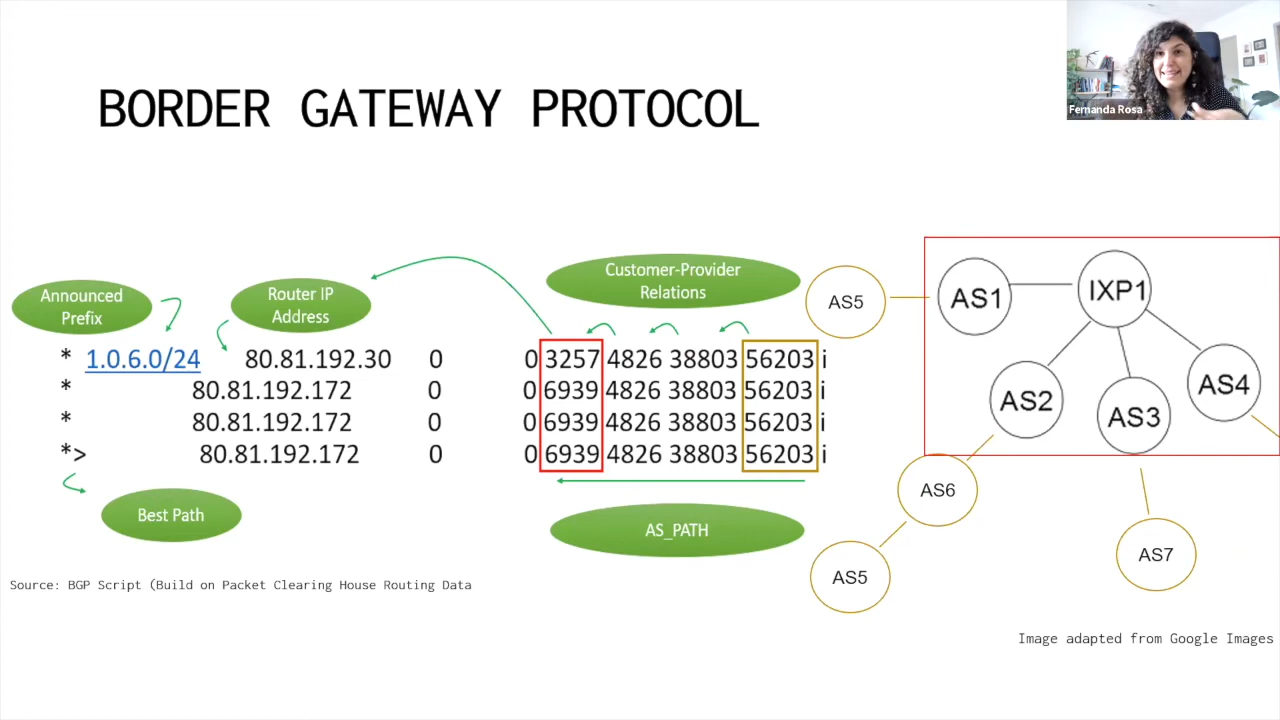 BORDER GATEWAY PROTOCOL
Fernanda Rosa
Announced
Prefix
Router IP
Address
Customer-Provider
Relations
* 1.0.6.0/24 80.81.192.30 0 0 3257 4826 38803 56203 i
* 80.81.192.172 0 0 6939 4826 38803 56203 i
* 80.81.192.172 0 0 6939 4826 38803 56203 i
*> 80.81.192.172 0 0 6939 4826 38803 56203 i
Best Path
AS_PATH
Source: BGP Script (Build on Packet Clearing House Routing Data
AS5
AS1
IXP1
AS2
AS3
AS4
AS6
AS5
AS7
Image adapted from Google Images